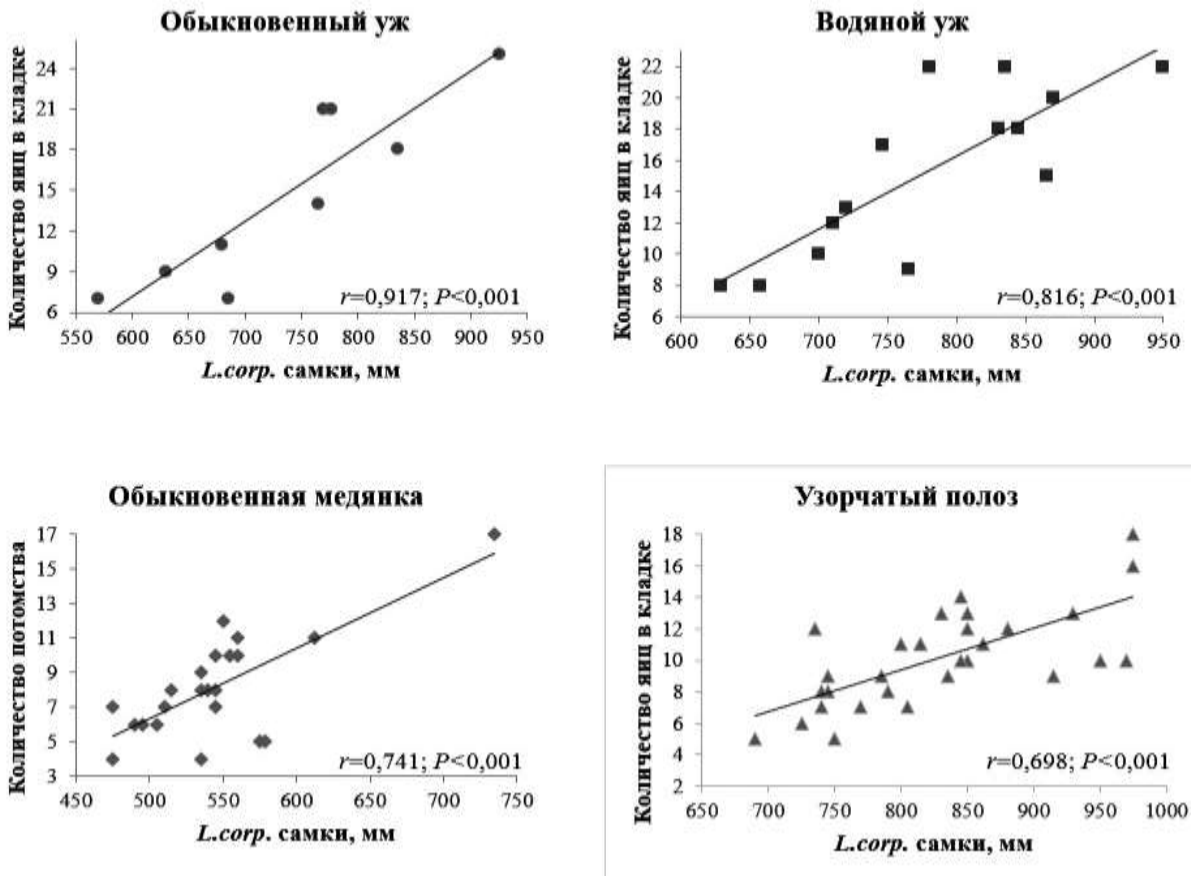 Обыкновенный уж
Количество яиц в кладке
24
21
18
15
12
9
6
r=0,917; P<0,001
550 600 650 700 750 800 850 900 950
L.corp. самки, мм
Водяной уж
Количество яиц в кладке
22
20
18
16
14
12
10
8
6
r=0,816; P<0,001
600 650 700 750 800 850 900 950
L.corp. самки, мм
Обыкновенная медянка
Количество потомства
17
15
13
11
9
7
5
3
r=0,741; P<0,001
450 500 550 600 650 700 750
L.corp. самки, мм
Узорчатый полоз
Количество яиц в кладке
18
16
14
12
10
8
6
4
2
r=0,698; P<0,001
650 700 750 800 850 900 950 1000
L.corp. самки, мм